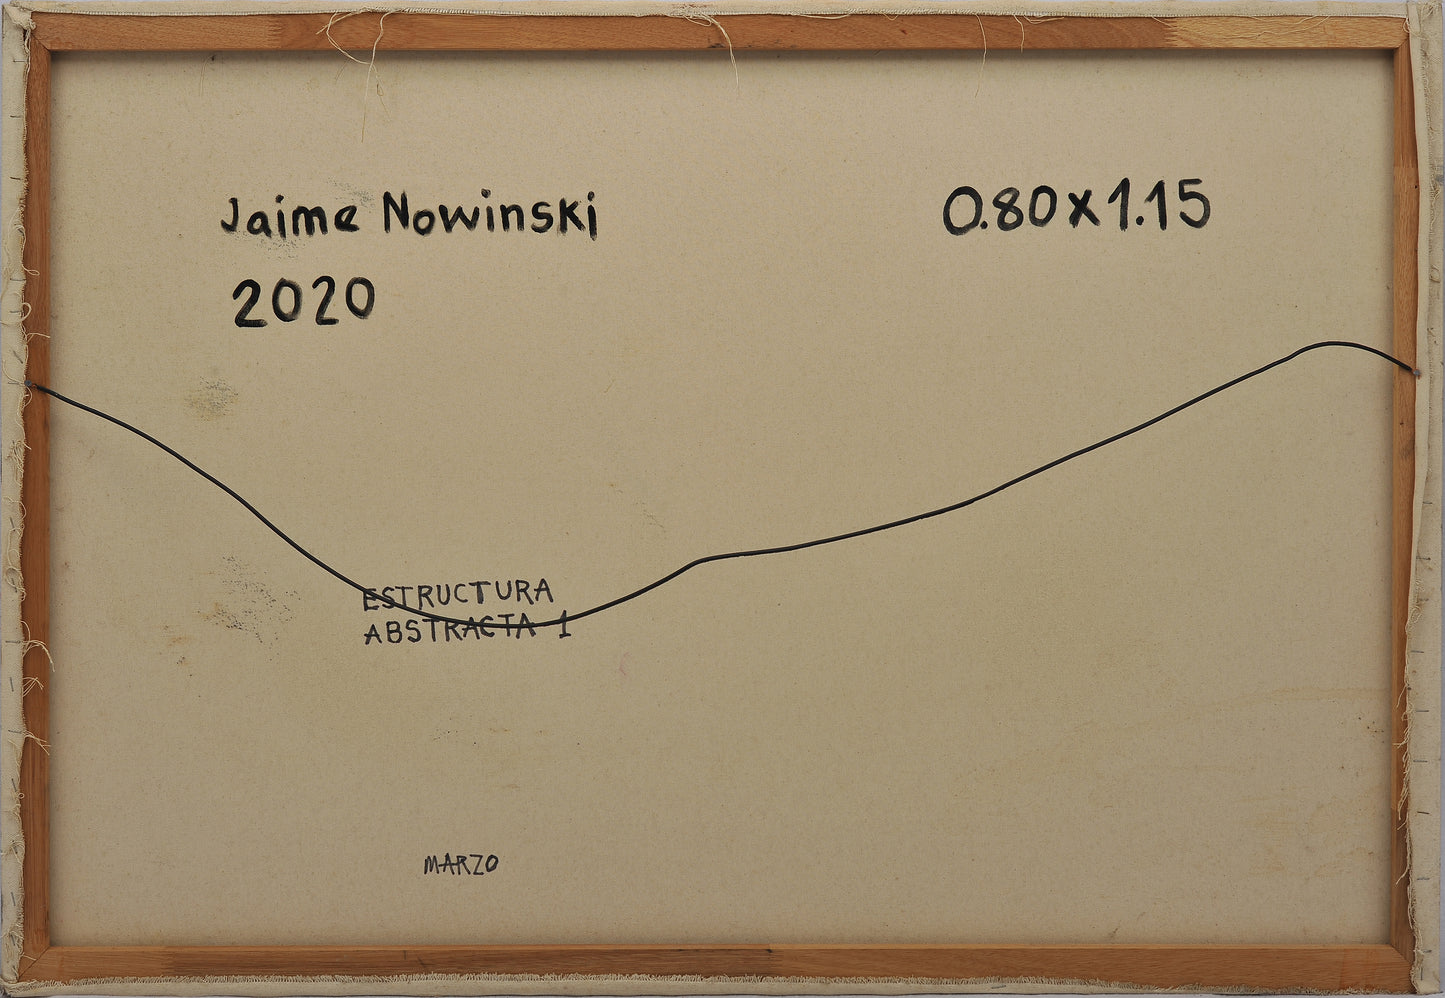 Jaime Nowinski
0.80x1.15
2020
ESTRUCTURA
ABSTRACTA 1
MARZO